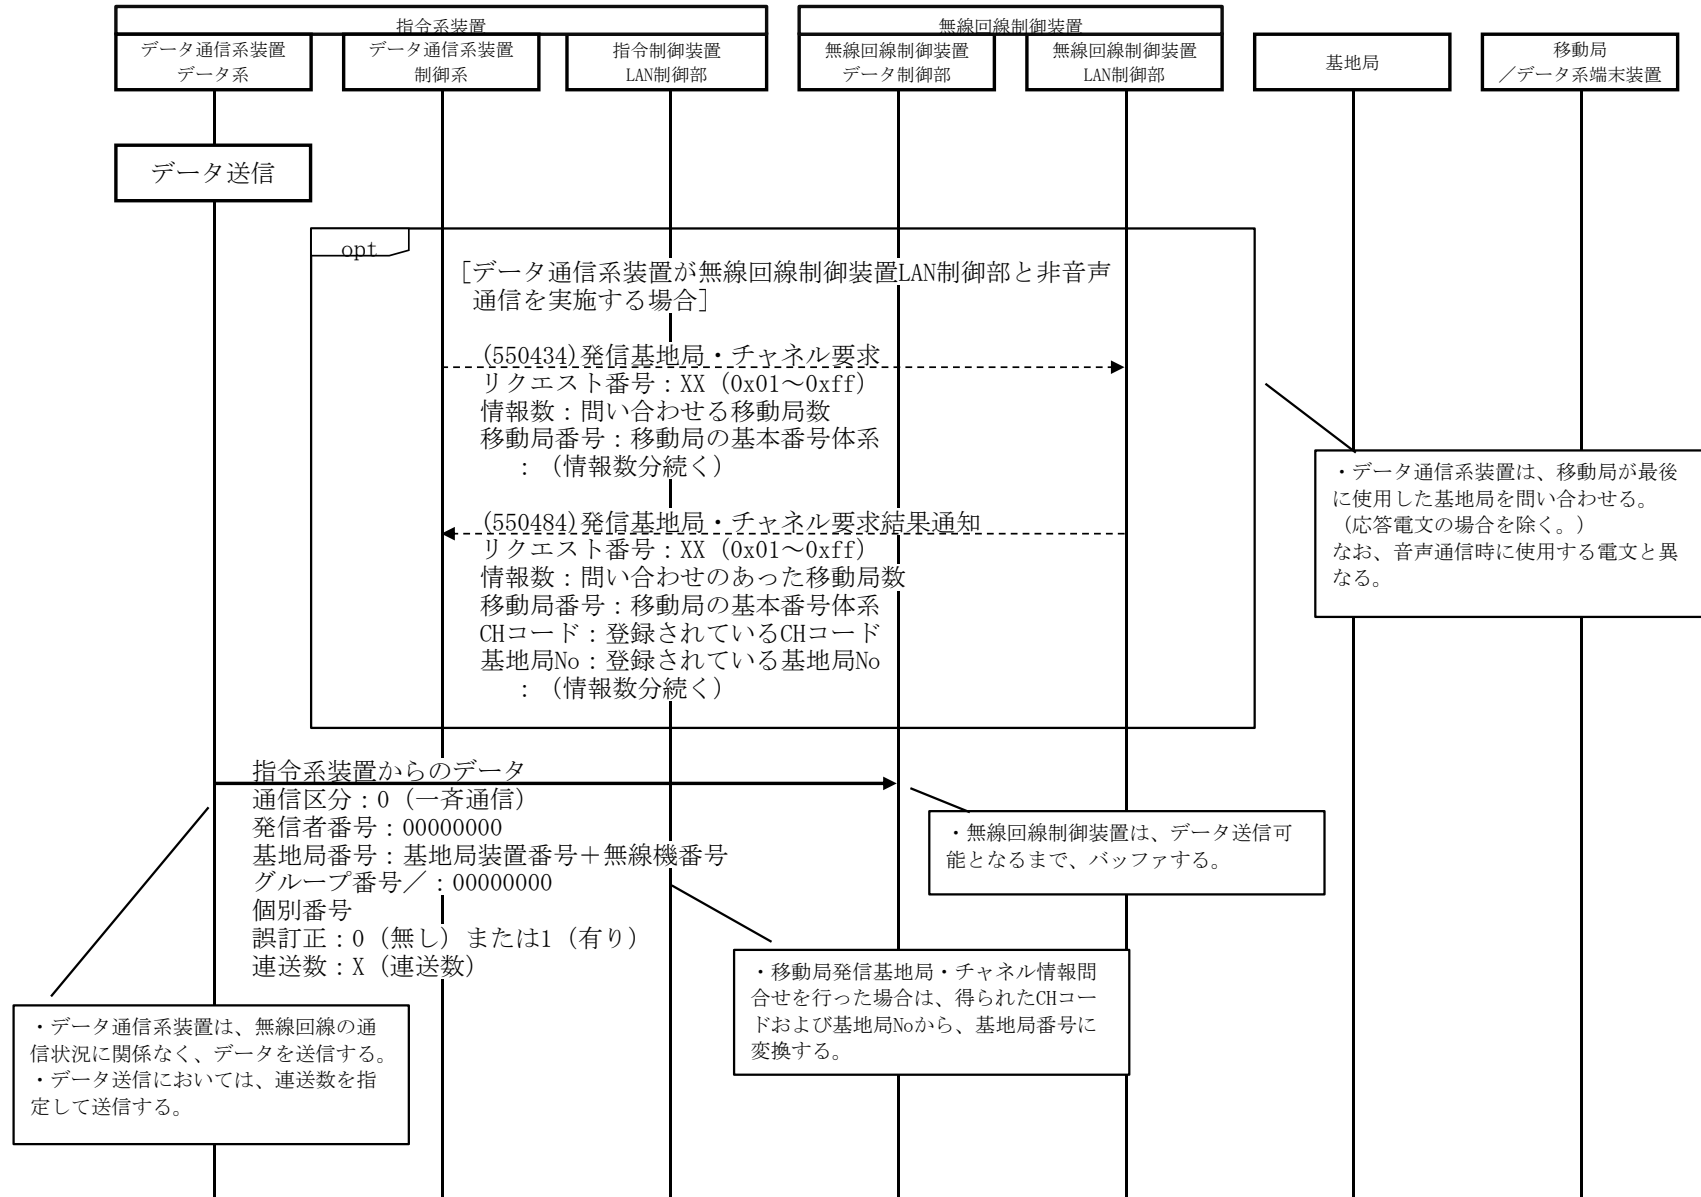 指令系装置
無線回線制御装置
データ通信系装置
データ系
データ通信系装置
制御系
指令制御装置
LAN制御部
無線回線制御装置
データ制御部
無線回線制御装置
LAN制御部
基地局
移動局
／データ系端末装置
データ送信
opt
[データ通信系装置が無線回線制御装置LAN制御部と非音声
通信を実施する場合]
(550434)発信基地局・チャネル要求
リクエスト番号：XX（0x01～0xff）
情報数：問い合わせる移動局数
移動局番号：移動局の基本番号体系
：（情報数分続く）
(550484)発信基地局・チャネル要求結果通知
リクエスト番号：XX（0x01～0xff）
情報数：問い合わせのあった移動局数
移動局番号：移動局の基本番号体系
CHコード：登録されているCHコード
基地局No：登録されている基地局No
：（情報数分続く）
・データ通信系装置は、移動局が最後
に使用した基地局を問い合わせる。
（応答電文の場合を除く。）
なお、音声通信時に使用する電文と異
なる。
指令系装置からのデータ
通信区分：0（一斉通信）
発信者番号：00000000
基地局番号：基地局装置番号＋無線機番号
グループ番号／：00000000
個別番号
誤訂正：0（無し）または1（有り）
連送数：X（連送数）
・無線回線制御装置は、データ送信可
能となるまで、バッファする。
・移動局発信基地局・チャネル情報問
合せを行った場合は、得られたCHコー
ドおよび基地局Noから、基地局番号に
変換する。
・データ通信系装置は、無線回線の通
信状況に関係なく、データを送信する。
・データ送信においては、連送数を指
定して送信する。